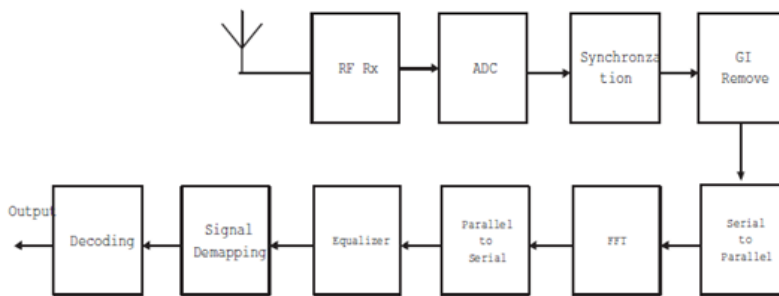 RF Rx
ADC
Synchronza
tion
GI
Remove
Serial
to
Parallel
FFT
Parallel
to
Serial
Equalizer
Signal
Demapping
Decoding
Output